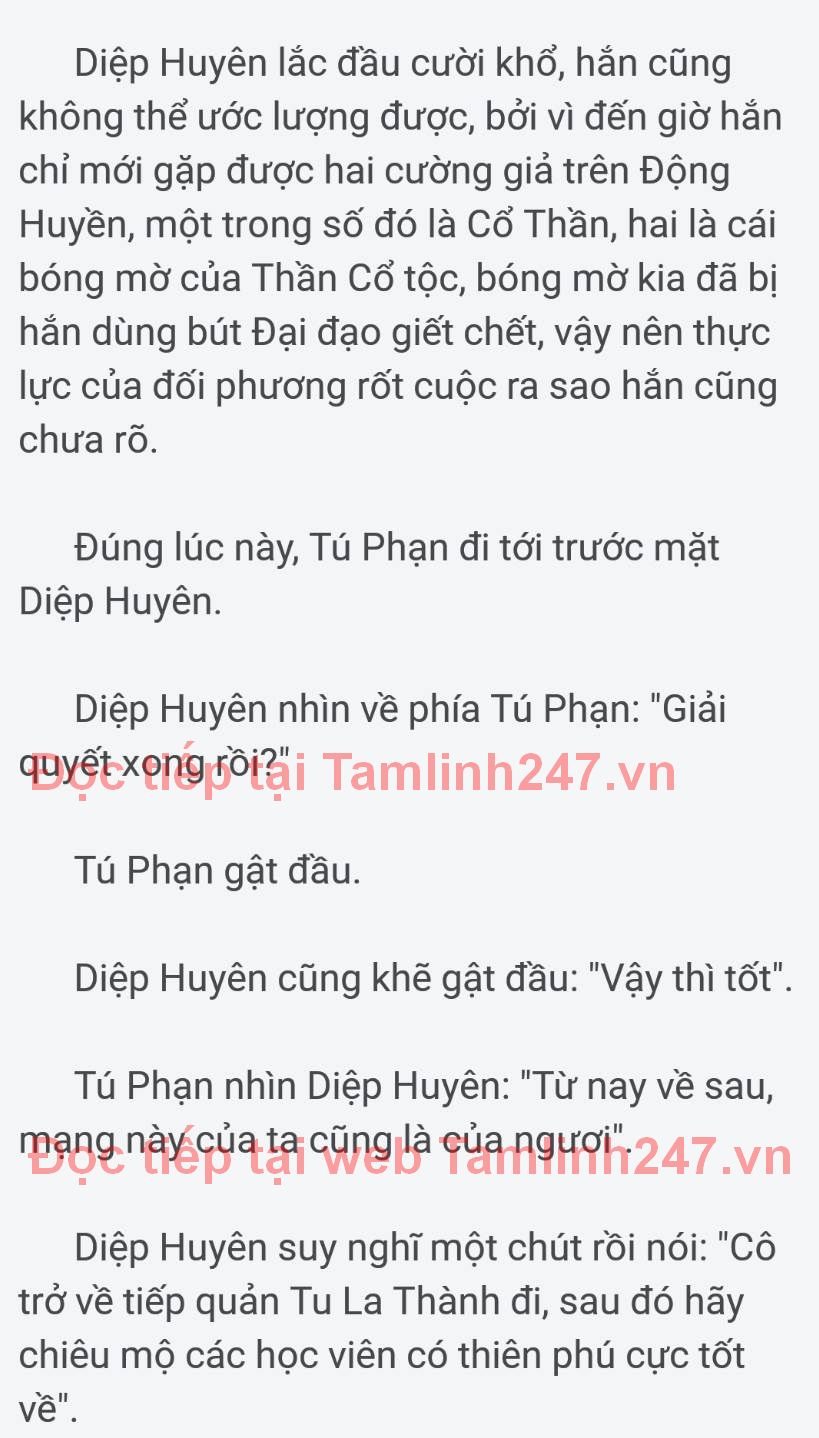 Diệp Huyên lắc đầu cười khổ, hắn cũng
không thể ước lượng được, bởi vì đến giờ hắn
chỉ mới gặp được hai cường giả trên Động
Huyền, một trong số đó là Cổ Thần, hai là cái
bóng mờ của Thần Cổ tộc, bóng mờ kia đã bị
hắn dùng bút Đại đạo giết chết, vậy nên thực
lực của đối phương rốt cuộc ra sao hắn cũng
chưa rõ.
Đúng lúc này, Tú Phạn đi tới trước mặt
Diệp Huyên.
Diệp Huyên nhìn về phía Tú Phạn: "Giải
quyết xong rồi?"
Đọc tiếp tại Tamlinh247.vn
Tú Phạn gật đầu.
Diệp Huyên cũng khẽ gật đầu: "Vậy thì tốt".
Tú Phạn nhìn Diệp Huyên: "Từ nay về sau,
mạng này của ta cũng là của ngươi".
Đọc tiếp tại web Tamlinh247.vn
Diệp Huyên suy nghĩ một chút rồi nói: "Cô
trở về tiếp quản Tu La Thành đi, sau đó hãy
chiêu mộ các học viên có thiên phú cực tốt
về".